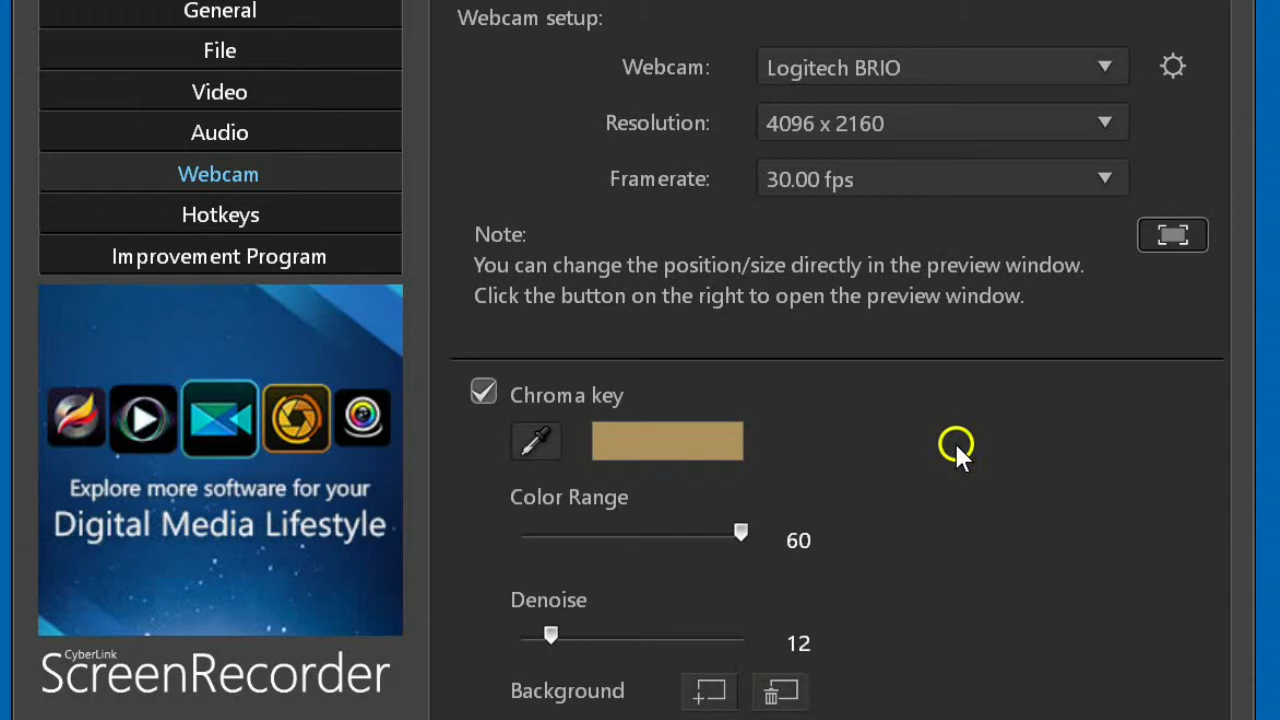 General
File
Video
Audio
Webcam
Hotkeys
Improvement Program
Explore more software for your
Digital Media Lifestyle
CyberLink
ScreenRecorder
Webcam setup:
Webcam: Logitech BRIO
Resolution: 4096 x 2160
Framerate: 30.00 fps
Note:
You can change the position/size directly in the preview window.
Click the button on the right to open the preview window.
Chroma key
Color Range
60
Denoise
12
Background